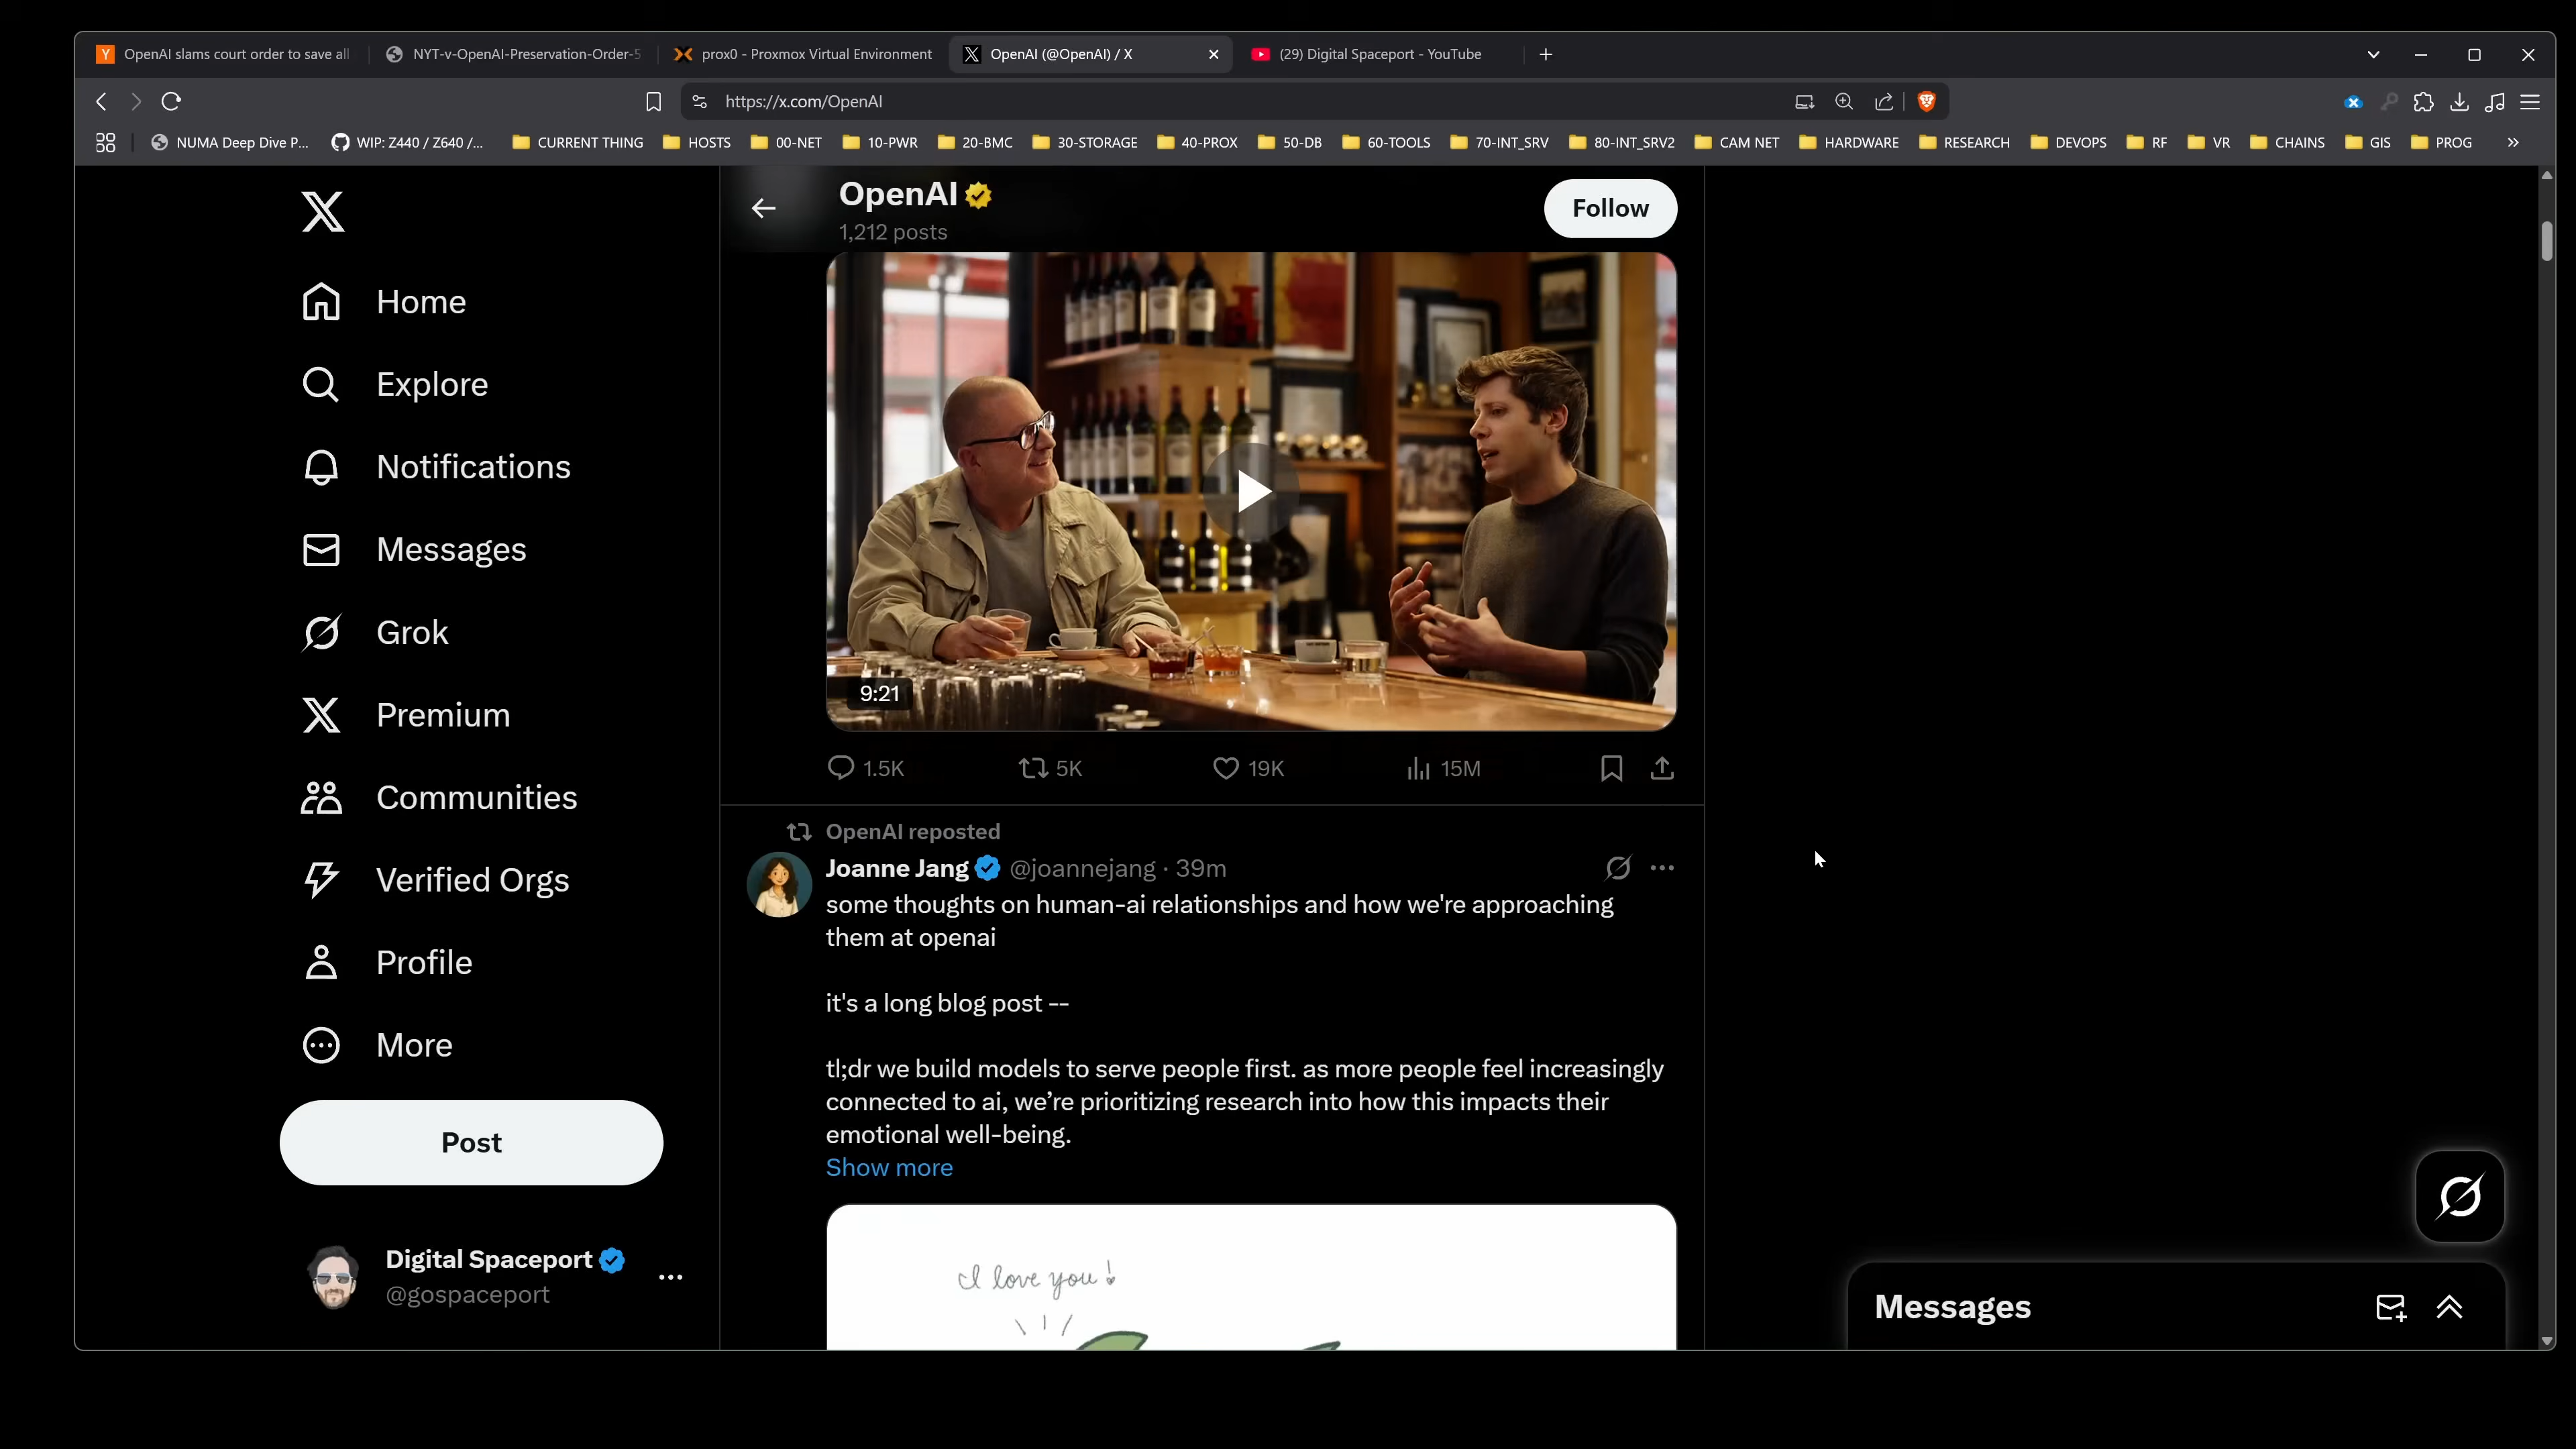 OpenAI slams court order to save all
NYT-v-OpenAI-Preservation-Order-5
prox0 - Proxmox Virtual Environment
OpenAI (@OpenAI) / X
(29) Digital Spaceport - YouTube
https://x.com/OpenAI
NUMA Deep Dive P...
WIP: Z440 / Z640 /...
CURRENT THING
HOSTS
00-NET
10-PWR
20-BMC
30-STORAGE
40-PROX
50-DB
60-TOOLS
70-INT_SRV
80-INT_SRV2
CAM NET
HARDWARE
RESEARCH
DEVOPS
RF
VR
CHAINS
GIS
PROG
Home
Explore
Notifications
Messages
Grok
Premium
Communities
Verified Orgs
Profile
More
Post
Digital Spaceport
@gospaceport
OpenAI
1,212 posts
Follow
9:21
1.5K
5K
19K
15M
OpenAI reposted
Joanne Jang @joannejang · 39m
some thoughts on human-ai relationships and how we're approaching
them at openai
it's a long blog post --
tl;dr we build models to serve people first. as more people feel increasingly
connected to ai, we’re prioritizing research into how this impacts their
emotional well-being.
Show more
I love you!
Messages